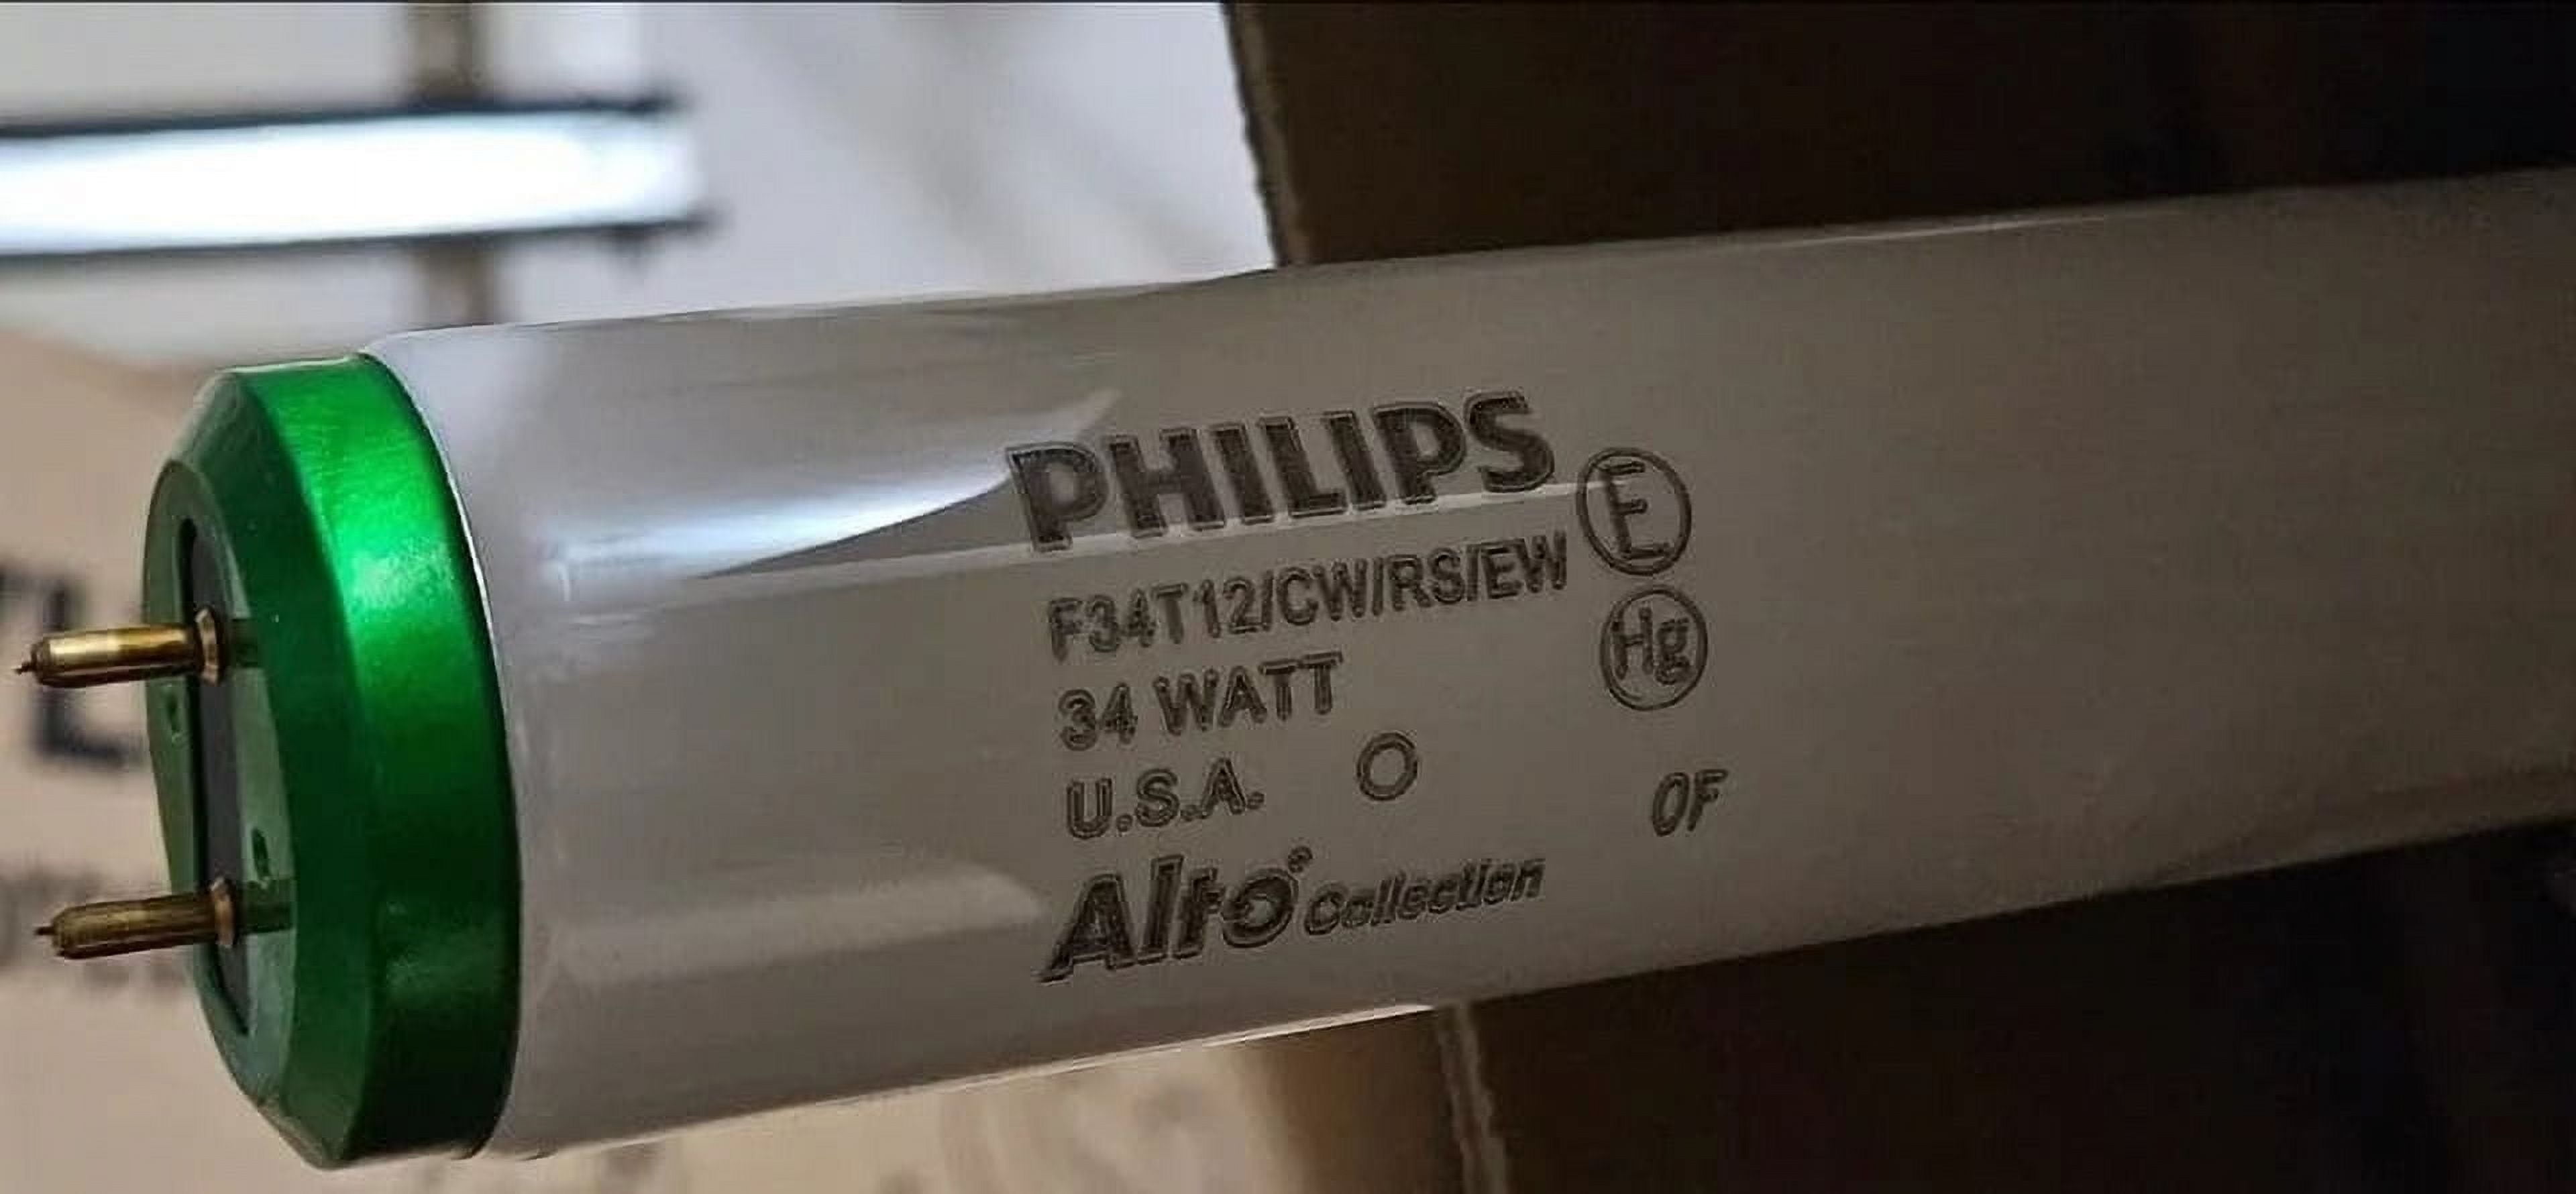 PHILIPS
E
F34T12/CW/RS/EW
Hg
34 WATT
U.S.A. O
0F
Alto® Collection